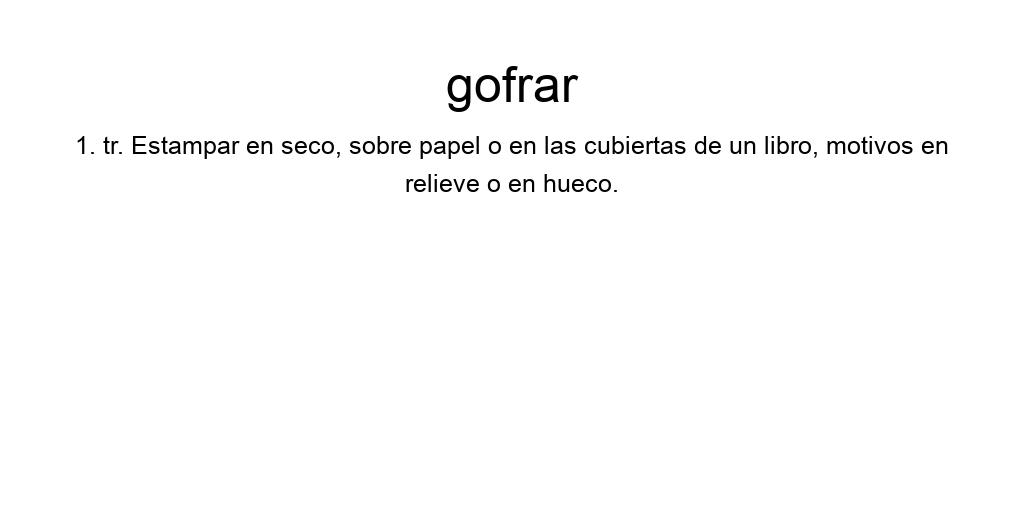 gofrar
1. tr. Estampar en seco, sobre papel o en las cubiertas de un libro, motivos en
relieve o en hueco.